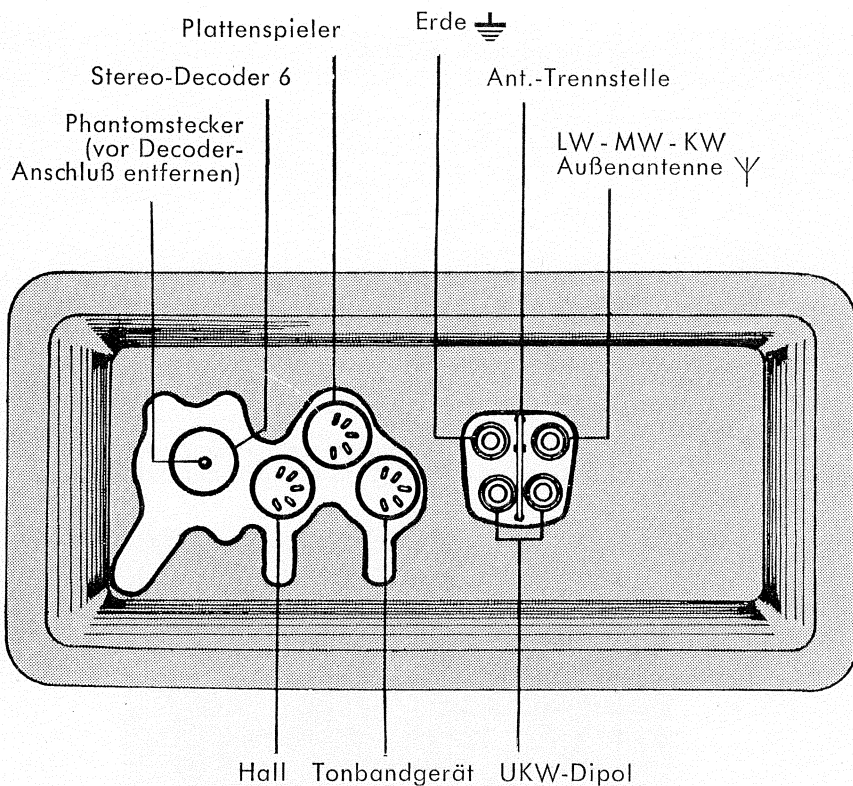 Plattenspieler
Erde
Stereo-Decoder 6
Ant.-Trennstelle
Phantomstecker
(vor Decoder-
Anschluß entfernen)
LW - MW - KW
Außenantenne
Hall
Tonbandgerät
UKW-Dipol